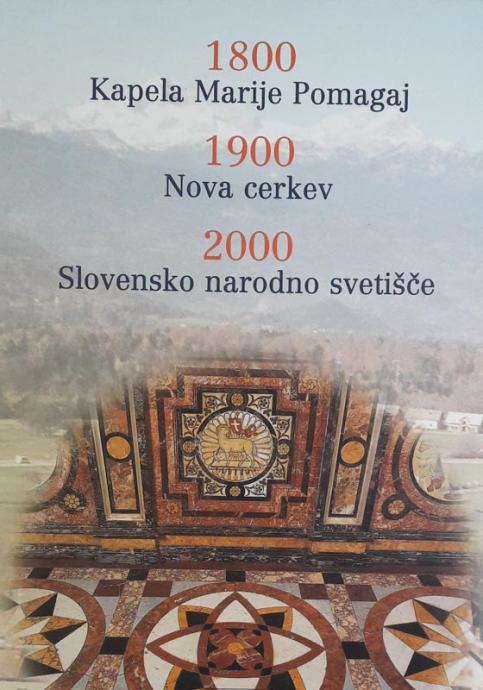 1800
Kapela Marije Pomagaj
1900
Nova cerkev
2000
Slovensko narodno svetišče